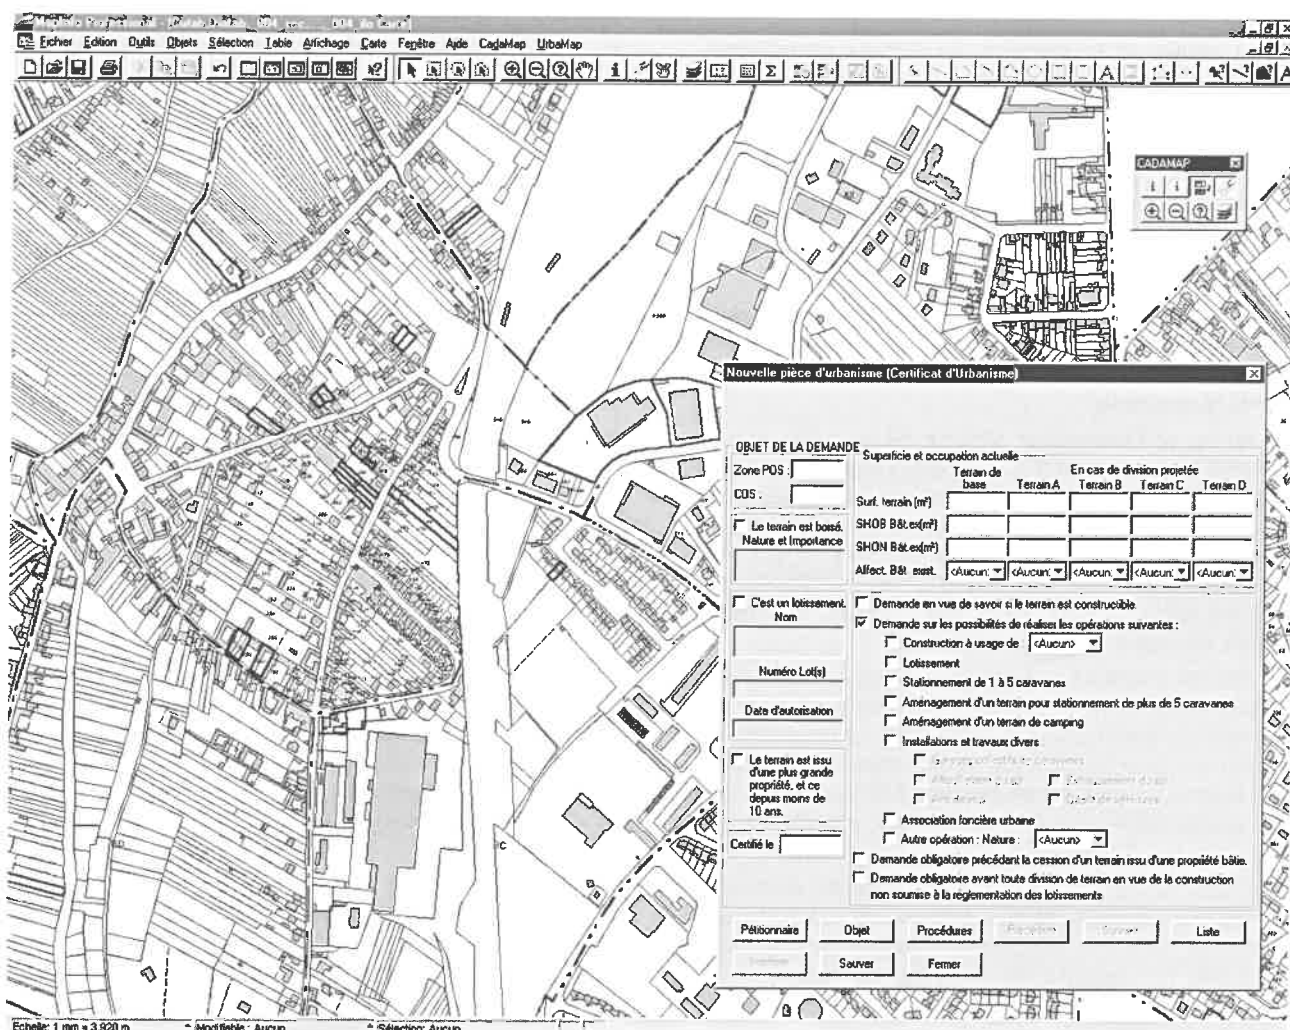 Fichier Edition Outils Objets Sélection Table Affichage Carte Fenêtre Aide CadaMap UrbaMap
CADAMAP
Nouvelle pièce d'urbanisme (Certificat d'Urbanisme)
OBJET DE LA DEMANDE
Zone POS :
COS :
Le terrain est boisé.
Nature et Importance
C'est un lotissement.
Nom
Numéro Lot(s)
Date d'autorisation
Le terrain est issu
d'une plus grande
propriété, et ce
depuis moins de
10 ans.
Certifié le
Superficie et occupation actuelle
En cas de division projetée
Terrain de base Terrain A Terrain B Terrain C Terrain D
Surf. terrain (m²)
SHOB Bât.ex(m²)
SHON Bât.ex(m²)
Affect. Bât. exist. <Aucun: <Aucun: <Aucun: <Aucun: <Aucun:
Demande en vue de savoir si le terrain est constructible.
Demande sur les possibilités de réaliser les opérations suivantes :
Construction à usage de : <Aucun>
Lotissement
Stationnement de 1 à 5 caravanes
Aménagement d'un terrain pour stationnement de plus de 5 caravanes
Aménagement d'un terrain de camping
Installations et travaux divers
Association foncière urbaine
Autre opération : Nature : <Aucun>
Demande obligatoire précédant la cession d'un terrain issu d'une propriété bâtie.
Demande obligatoire avant toute division de terrain en vue de la construction
non soumise à la réglementation des lotissements
Pétitionnaire Objet Procédures Liste
Sauver Fermer
Echelle: 1 mm = 3,920 m Modifiable : Aucun Sélection: Aucun